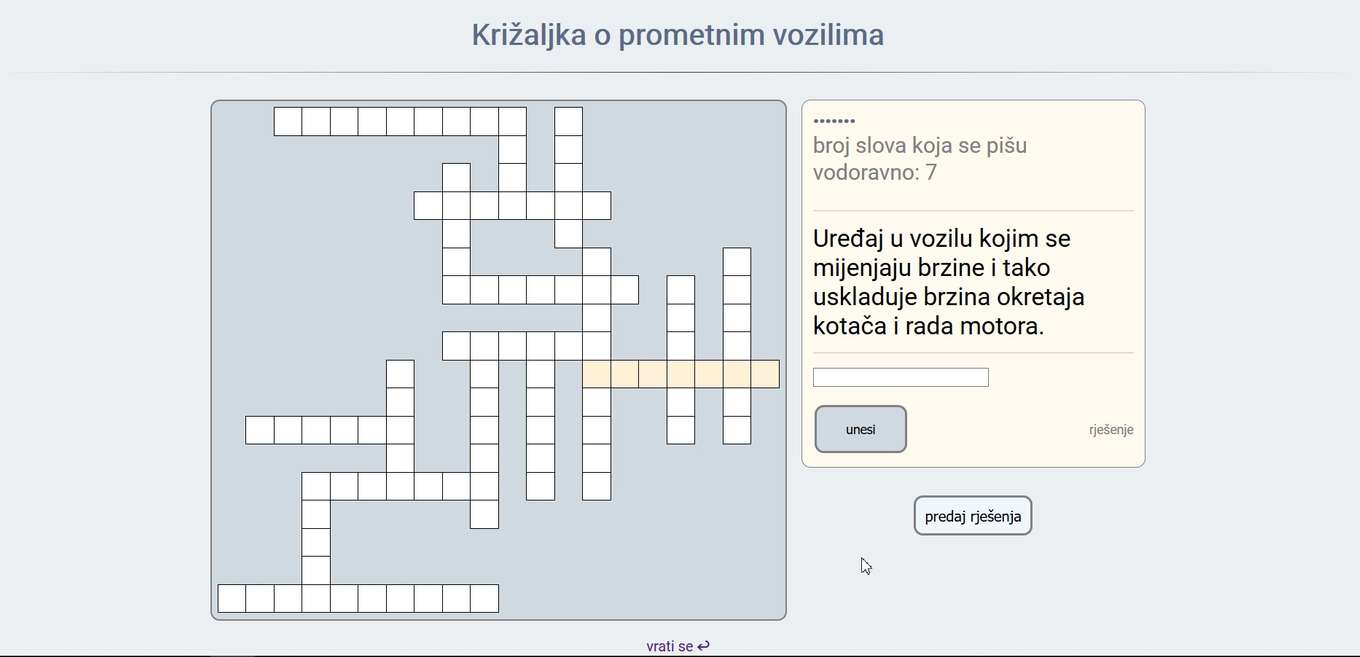 Križaljka o prometnim vozilima
•••••••
broj slova koja se pišu
vodoravno: 7
Uređaj u vozilu kojim se
mijenjaju brzine i tako
uskladuje brzina okretaja
kotača i rada motora.
unesi
rješenje
predaj rješenja
vrati se ↩